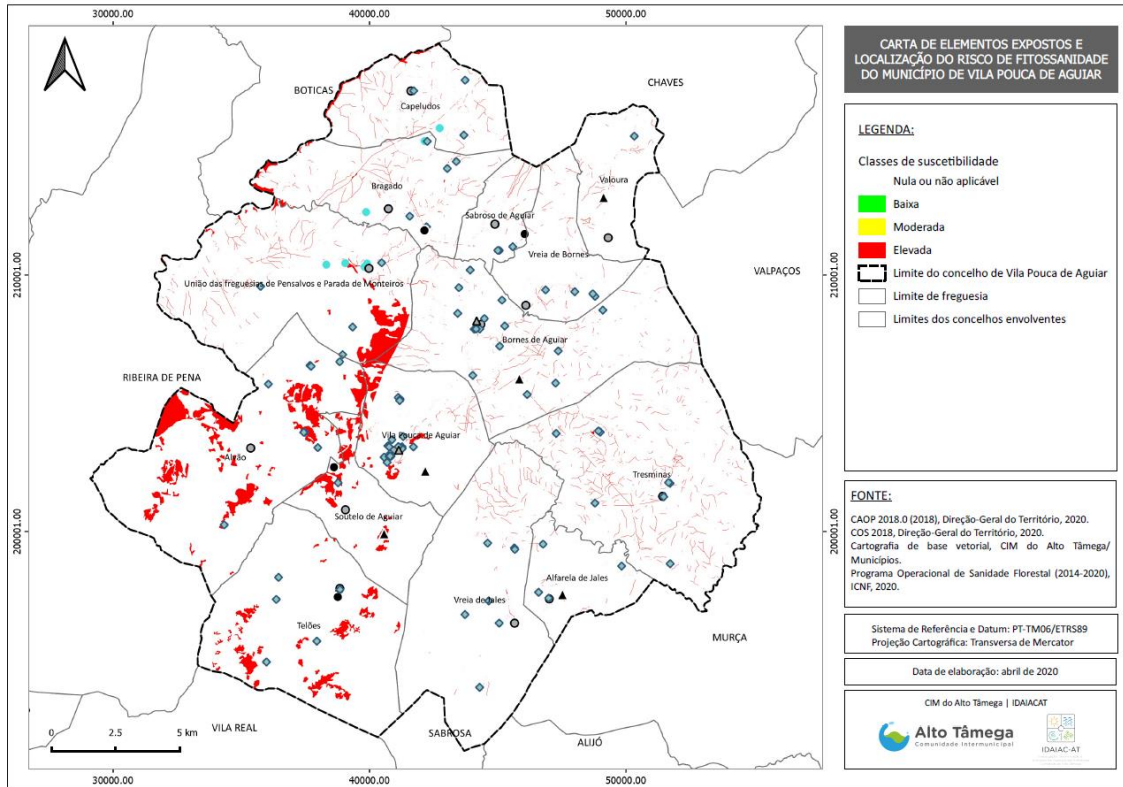 30000.00
40000.00
50000.00
CARTA DE ELEMENTOS EXPOSTOS E
LOCALIZAÇÃO DO RISCO DE FITOSSANIDADE
DO MUNICÍPIO DE VILA POUCA DE AGUIAR
CHAVES
BOTICAS
Capeludos
LEGENDA:
Classes de suscetibilidade
Nula ou não aplicável
Baixa
Moderada
Elevada
Limite do concelho de Vila Pouca de Aguiar
Limite de freguesia
Limites dos concelhos envolventes
Valoura
Bragado
Sabroso de Aguiar
Vreia de Bornes
VALPAÇOS
210001.00
210001.00
União das freguesias de Pensalvos e Parada de Monteiros
Bornes de Aguiar
RIBEIRA DE PENA
Vila Pouca de Aguiar
Alvão
Tresminas
FONTE:
CAOP 2018.0 (2018), Direção-Geral do Território, 2020.
COS 2018, Direção-Geral do Território, 2020.
Cartografia de base vetorial, CIM do Alto Tâmega/
Municípios.
Programa Operacional de Sanidade Florestal (2014-2020),
ICNF, 2020.
Soutelo de Aguiar
200001.00
200001.00
Alfarela de Jales
Vreia de Jales
Telões
MURÇA
Sistema de Referência e Datum: PT-TM06/ETRS89
Projeção Cartográfica: Transversa de Mercator
Data de elaboração: abril de 2020
VILA REAL
SABROSA
ALIJÓ
0
2.5
5 km
CIM do Alto Tâmega | IDAIACAT
Alto Tâmega
Comunidade Intermunicipal
IDAIAC-AT
30000.00
40000.00
50000.00